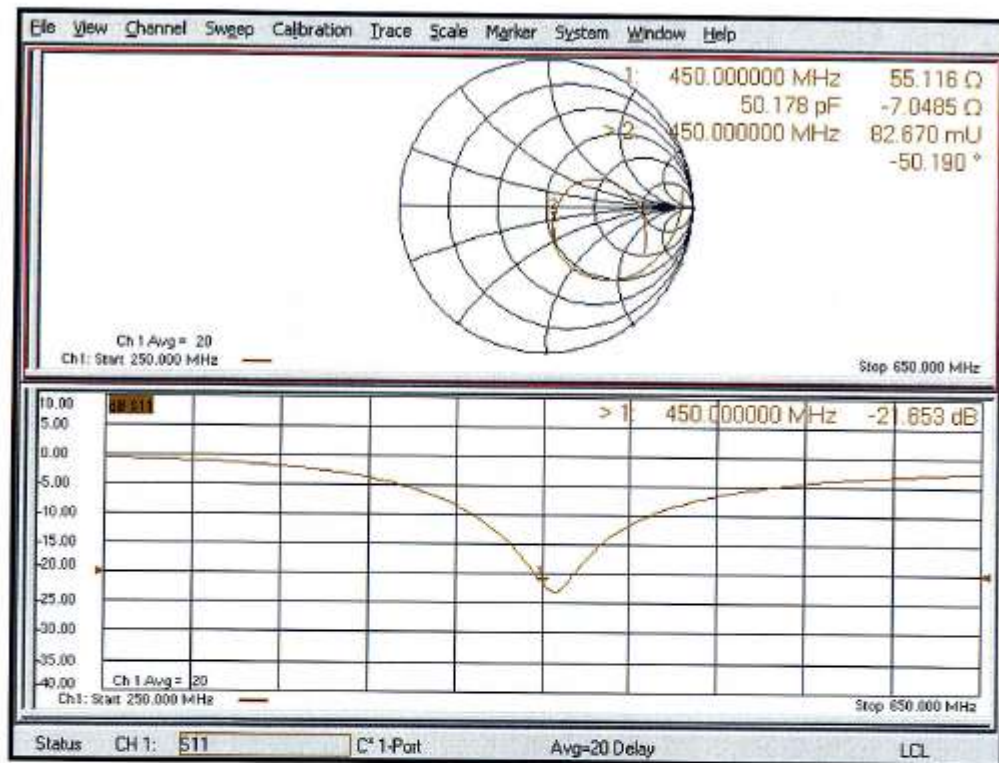 File View Channel Sweep Calibration Trace Scale Marker System Window Help
1: 450.000000 MHz 55.116 Ω
50.178 pF -7.0485 Ω
> 2: 450.000000 MHz 82.670 mU
-50.190 °
Ch 1 Avg = 20
Ch1: Start 250.000 MHz
Stop 650.000 MHz
10.00
dB S11
> 1: 450.000000 MHz -21.653 dB
5.00
0.00
-5.00
-10.00
-15.00
-20.00
1
-25.00
-30.00
-35.00
-40.00
Ch 1 Avg = 20
Ch1: Start 250.000 MHz
Stop 650.000 MHz
Status CH 1: S11 C* 1-Port Avg=20 Delay LCL